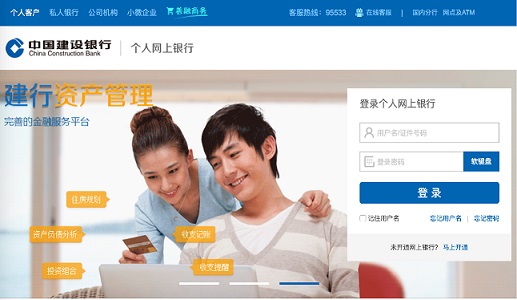 个人客户 私人银行 公司机构 小微企业 善融商务 客服热线：95533 在线客服 | 国内分行 网点及ATM
中国建设银行 | 个人网上银行
China Construction Bank
建行资产管理
完善的金融服务平台
登录个人网上银行
用户名/证件号码
登录密码 软键盘
登 录
记住用户名 忘记用户名 | 忘记密码
未开通网上银行？ 马上开通
住房规划
资产负债分析
收支记账
投资组合
收支提醒